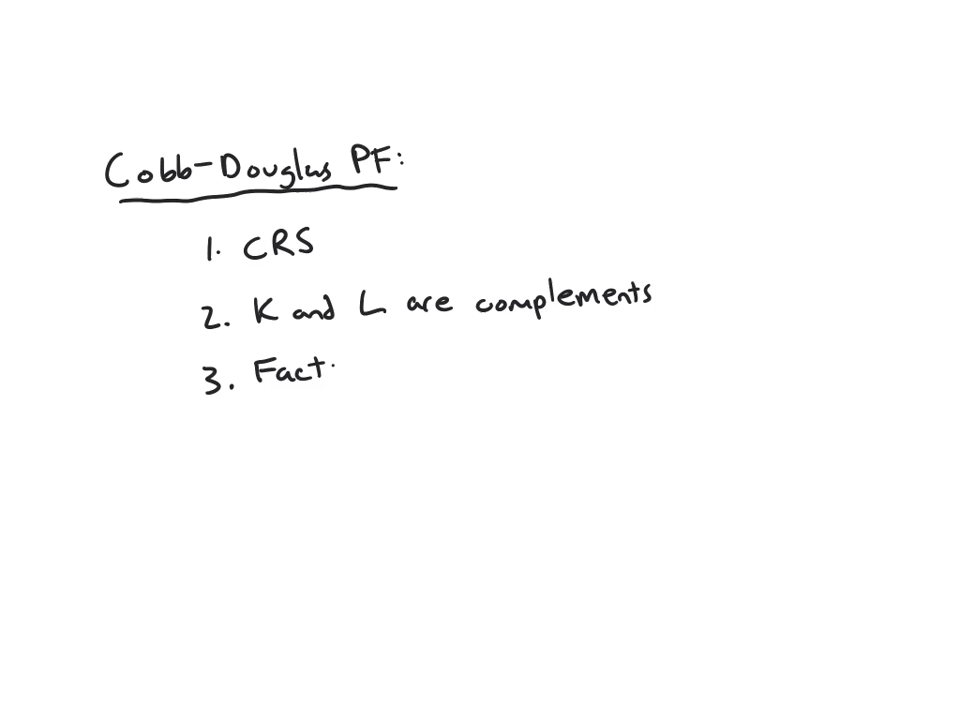 Cobb-Douglas PF:
1. CRS
2. K and L are complements
3. Fact